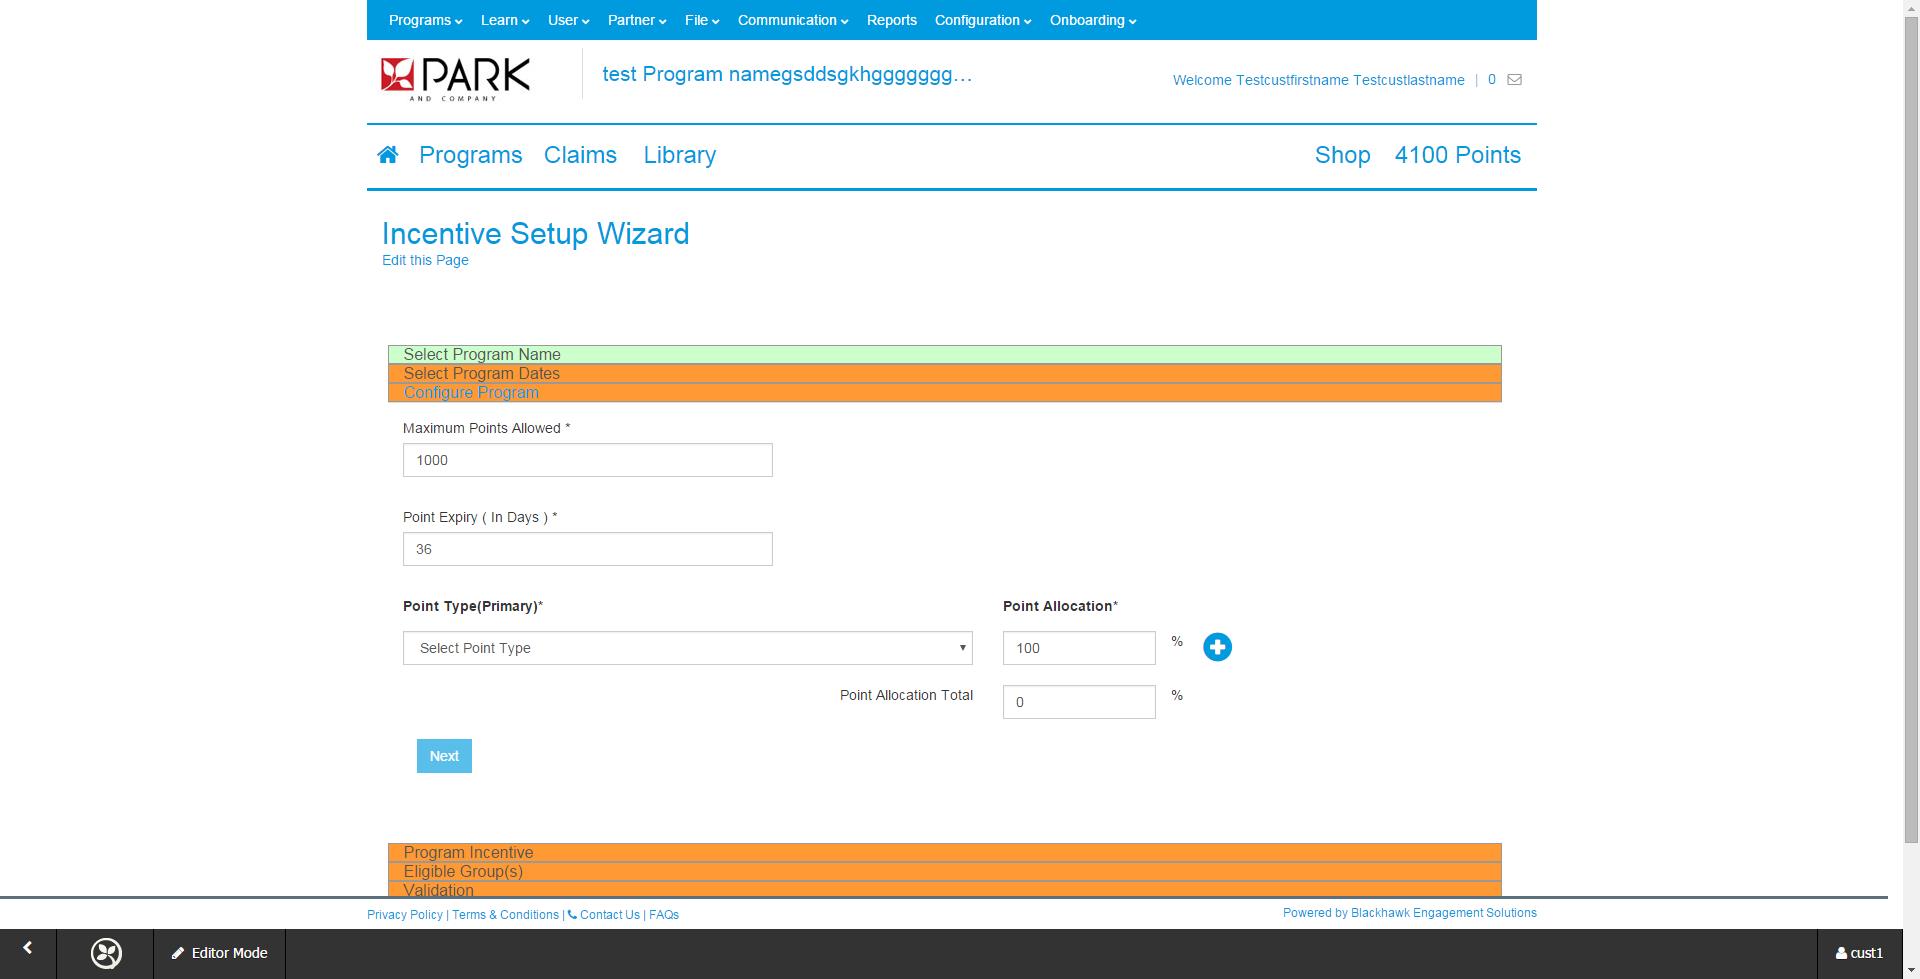 Programs Learn User Partner File Communication Reports Configuration Onboarding
PARK
AND COMPANY
test Program namegsddsgkhggggggg...
Welcome Testcustfirstname Testcustlastname | 0
Programs Claims Library Shop 4100 Points
Incentive Setup Wizard
Edit this Page
Select Program Name
Select Program Dates
Configure Program
Maximum Points Allowed *
1000
Point Expiry ( In Days ) *
36
Point Type(Primary)* Point Allocation*
Select Point Type 100 %
Point Allocation Total 0 %
Next
Program Incentive
Eligible Group(s)
Validation
Privacy Policy | Terms & Conditions | Contact Us | FAQs Powered by Blackhawk Engagement Solutions
Editor Mode cust1